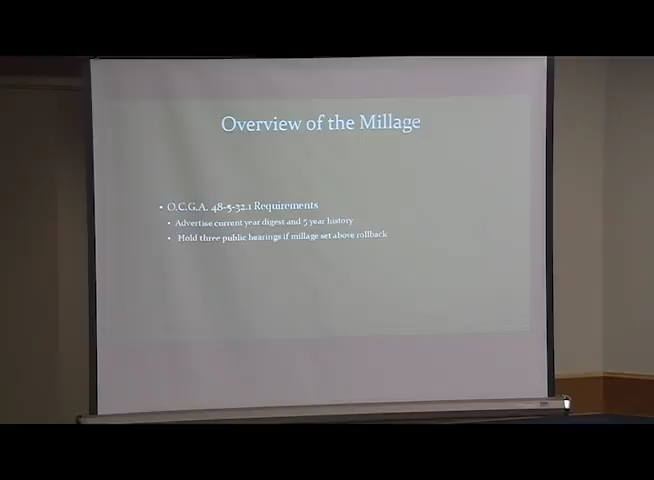 Overview of the Millage
• O.C.G.A. 48-5-32.1 Requirements
• Advertise current year digest and 5 year history
• Hold three public hearings if millage set above rollback